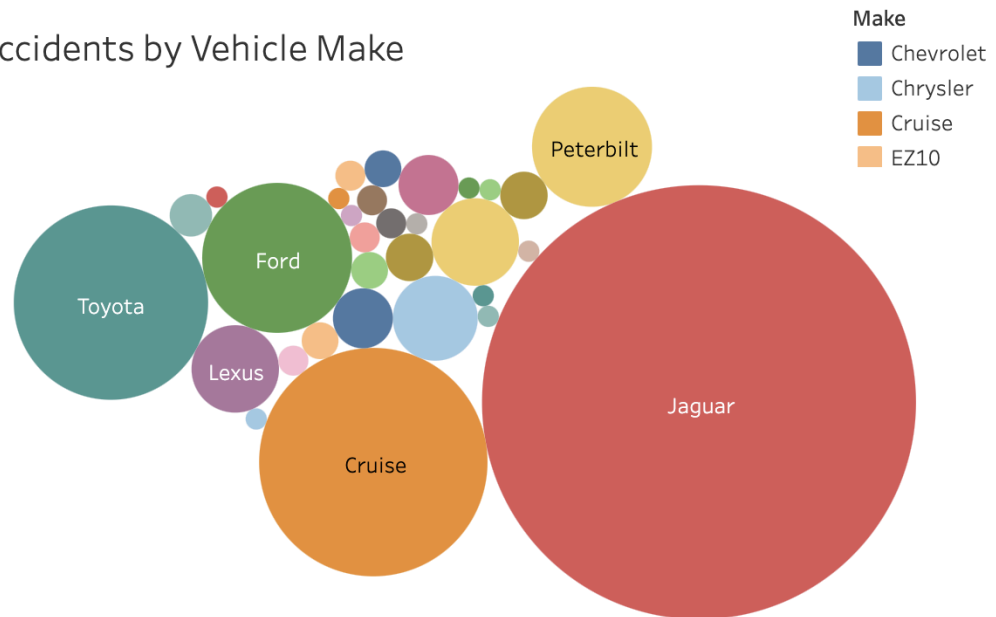 ccidents by Vehicle Make
Make
Chevrolet
Chrysler
Cruise
EZ10
Peterbilt
Ford
Toyota
Lexus
Jaguar
Cruise